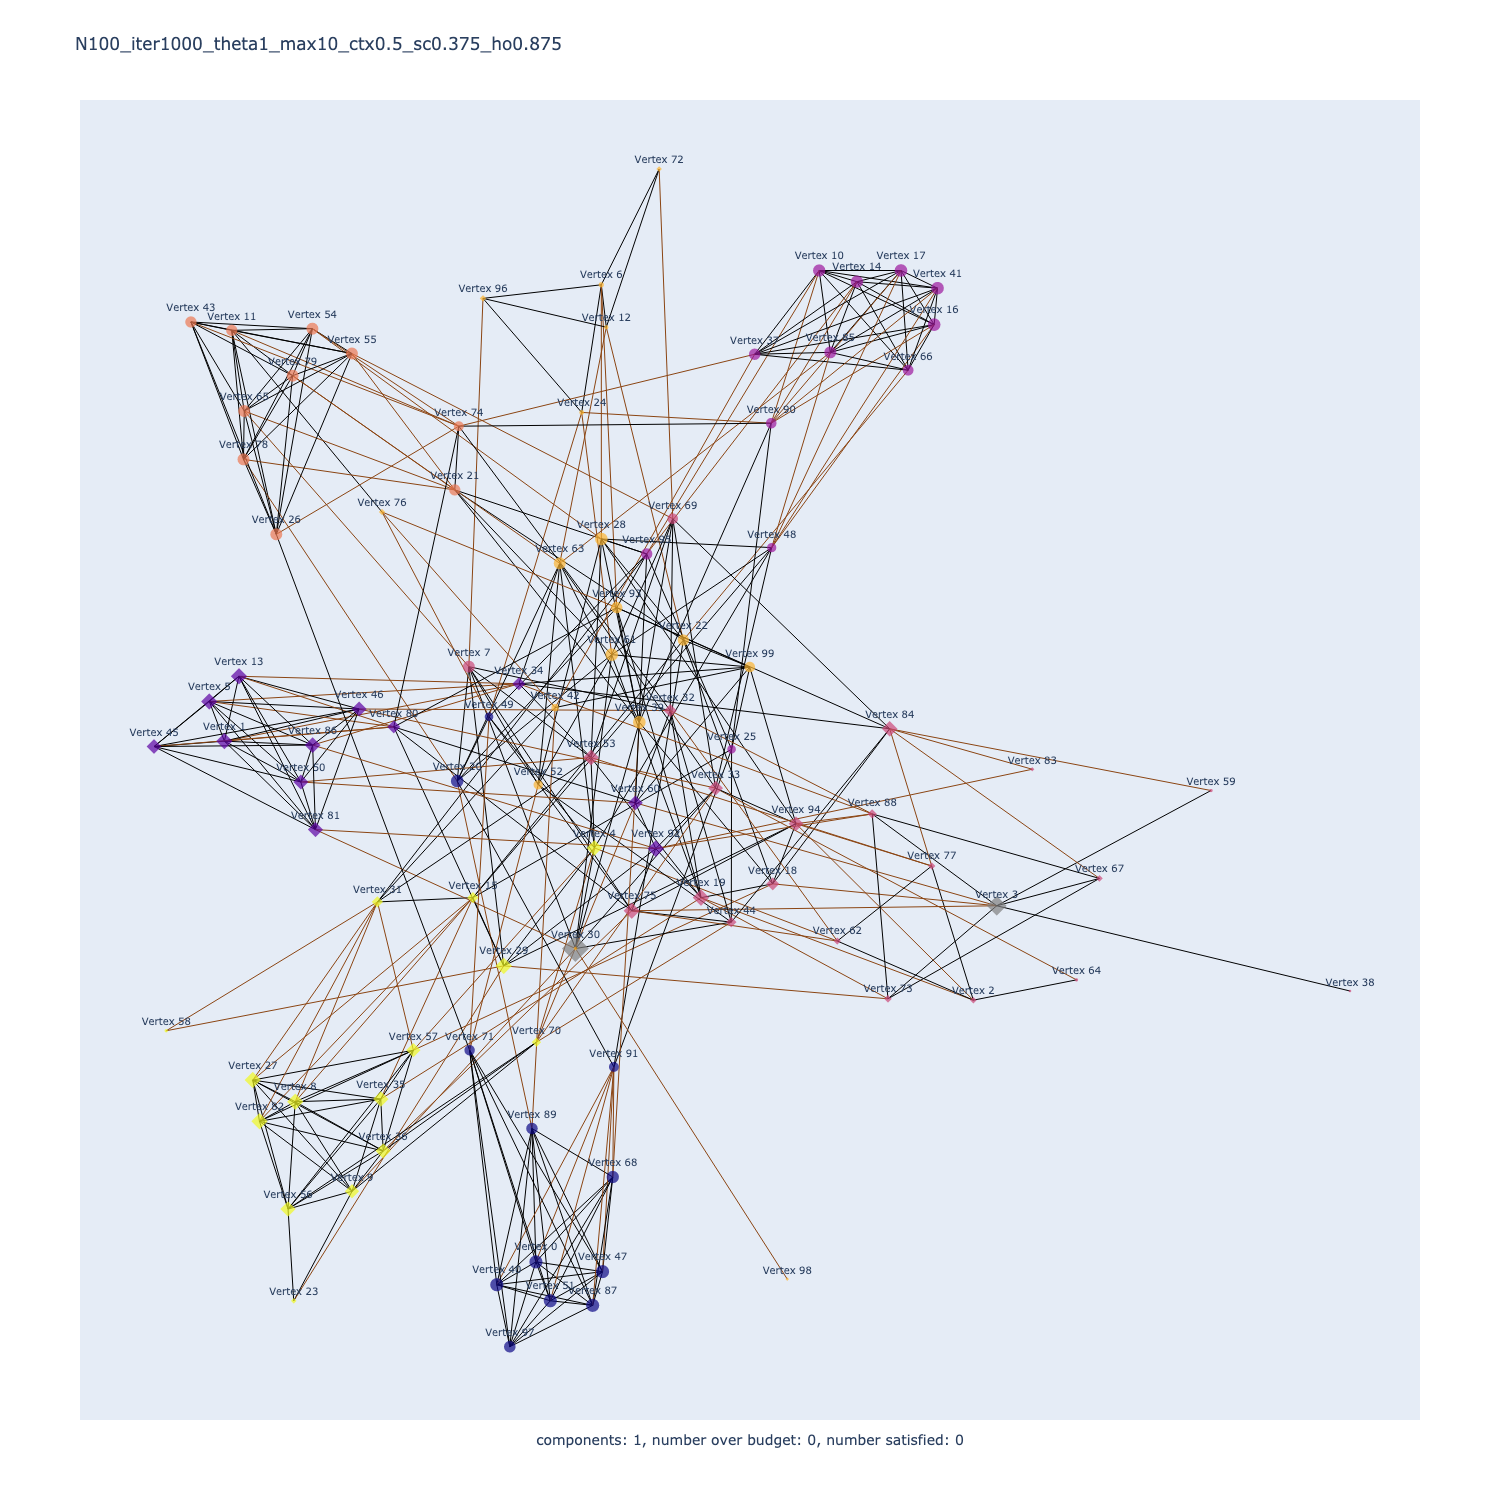 N100_iter1000_theta1_max10_ctx0.5_sc0.375_ho0.875
Vertex 72
Vertex 10
Vertex 17
Vertex 14
Vertex 6
Vertex 41
Vertex 96
Vertex 43
Vertex 11
Vertex 54
Vertex 12
Vertex 16
Vertex 55
Vertex 37
Vertex 85
Vertex 66
Vertex 79
Vertex 65
Vertex 24
Vertex 74
Vertex 90
Vertex 78
Vertex 21
Vertex 76
Vertex 69
Vertex 26
Vertex 28
Vertex 48
Vertex 63
Vertex 93
Vertex 22
Vertex 61
Vertex 99
Vertex 13
Vertex 7
Vertex 34
Vertex 5
Vertex 46
Vertex 42
Vertex 32
Vertex 49
Vertex 80
Vertex 84
Vertex 45
Vertex 1
Vertex 86
Vertex 25
Vertex 53
Vertex 83
Vertex 50
Vertex 20
Vertex 52
Vertex 33
Vertex 59
Vertex 60
Vertex 81
Vertex 94
Vertex 88
Vertex 4
Vertex 92
Vertex 77
Vertex 18
Vertex 67
Vertex 19
Vertex 31
Vertex 15
Vertex 75
Vertex 3
Vertex 44
Vertex 62
Vertex 30
Vertex 29
Vertex 64
Vertex 38
Vertex 73
Vertex 2
Vertex 58
Vertex 57
Vertex 71
Vertex 70
Vertex 91
Vertex 27
Vertex 8
Vertex 35
Vertex 82
Vertex 89
Vertex 36
Vertex 68
Vertex 9
Vertex 56
Vertex 0
Vertex 47
Vertex 40
Vertex 51
Vertex 87
Vertex 98
Vertex 23
Vertex 97
components: 1, number over budget: 0, number satisfied: 0